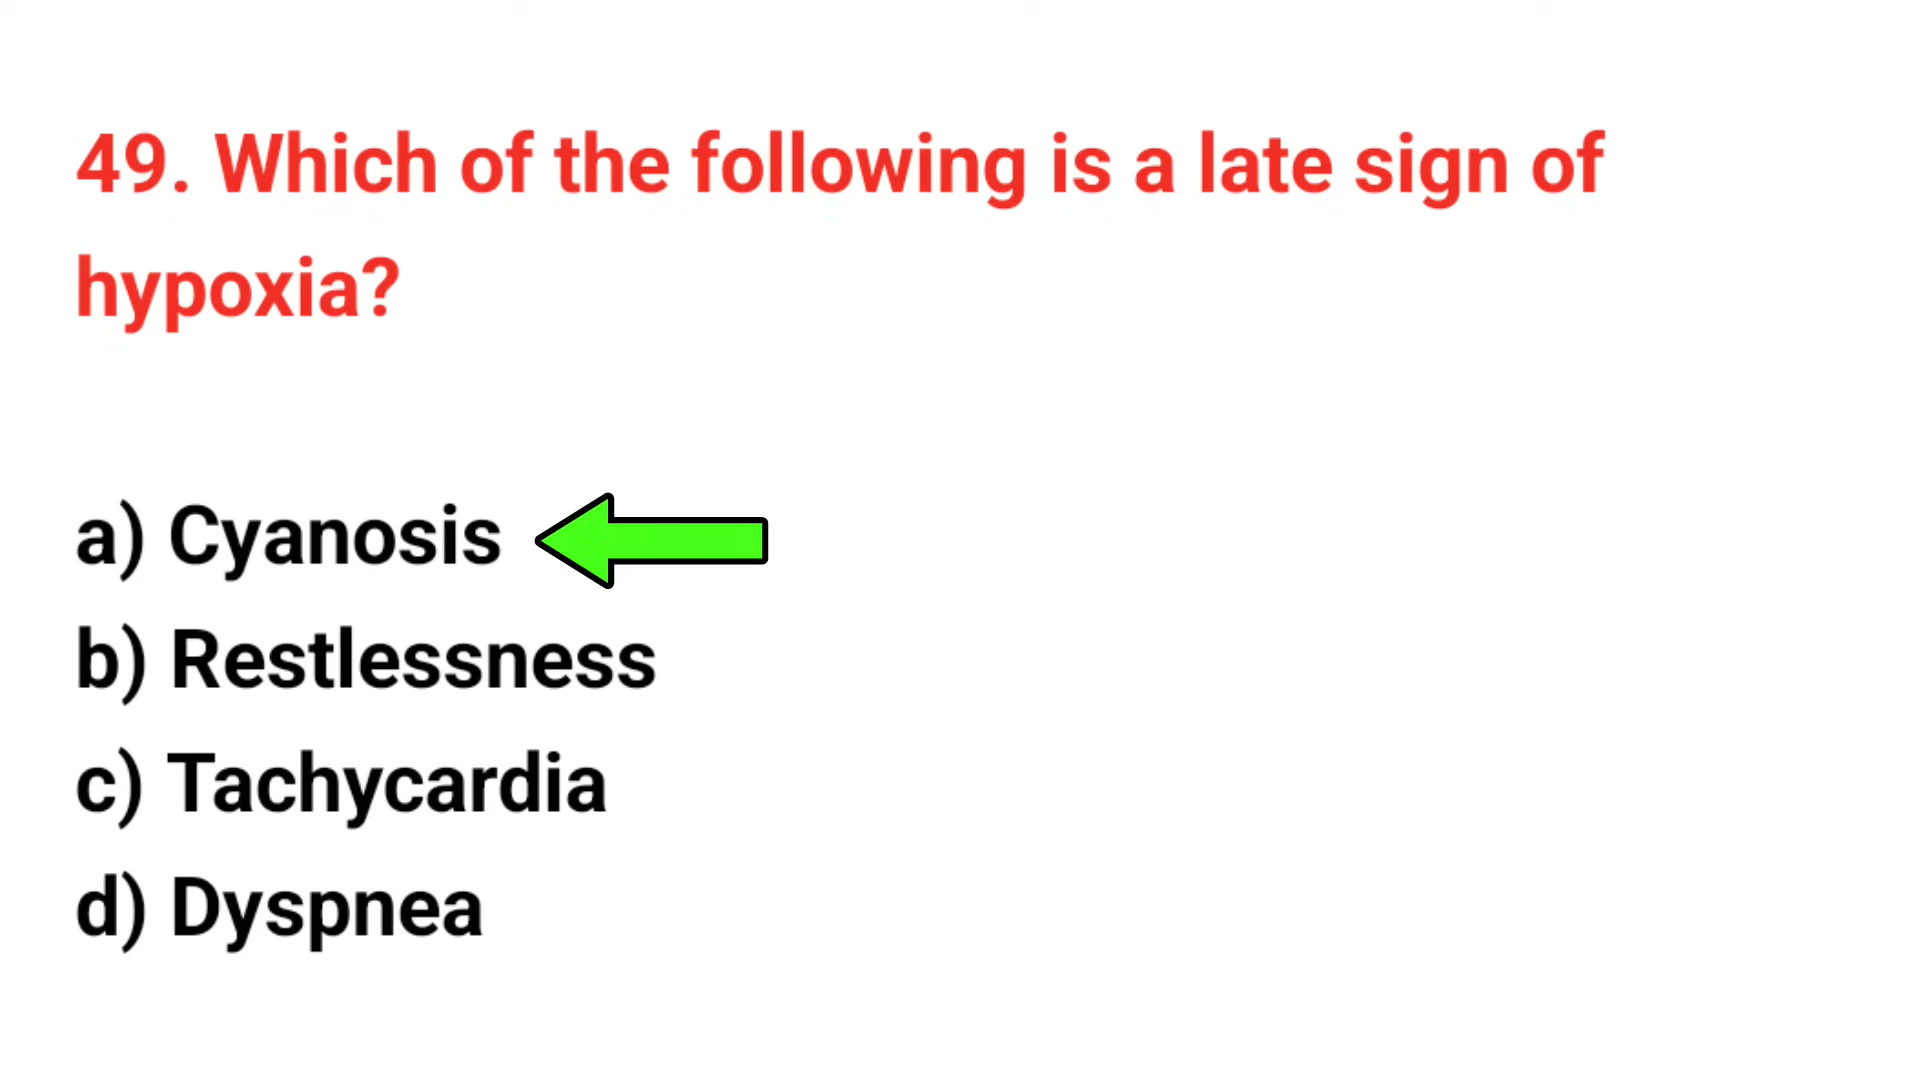 49. Which of the following is a late sign of
hypoxia?
a) Cyanosis
b) Restlessness
c) Tachycardia
d) Dyspnea